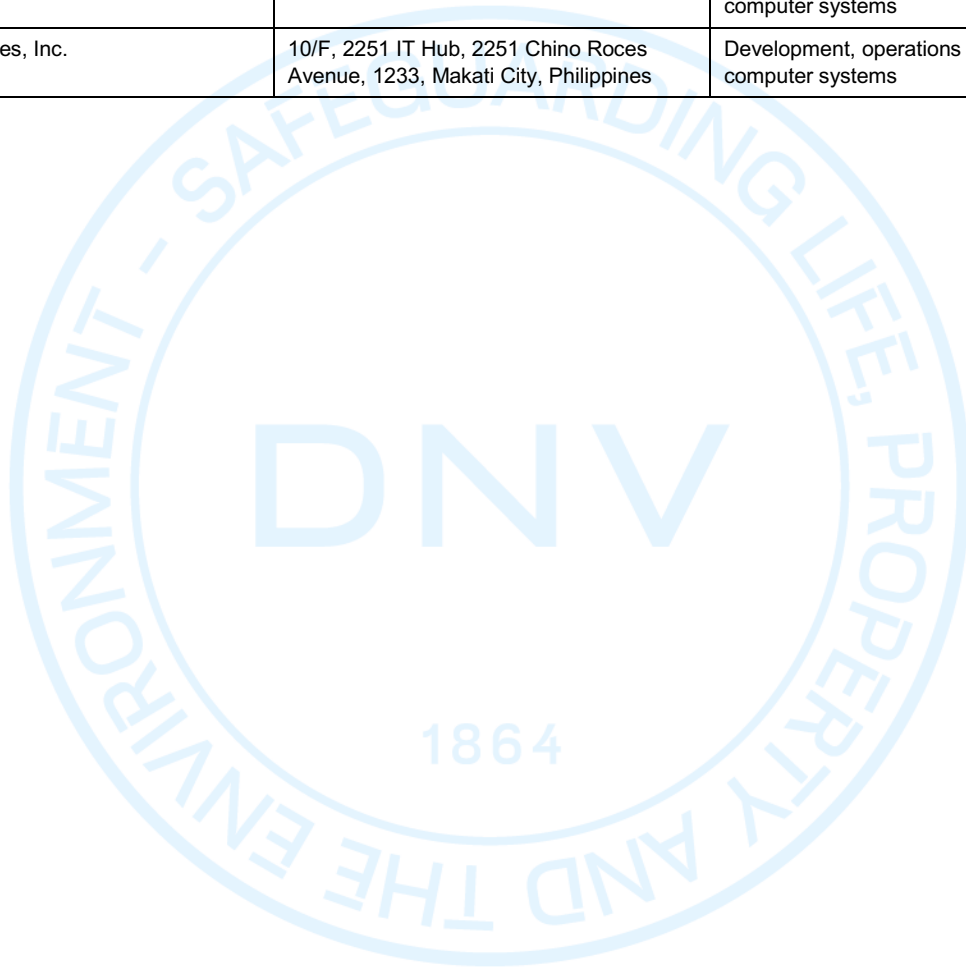 computer systems
es, Inc.
10/F, 2251 IT Hub, 2251 Chino Roces
Avenue, 1233, Makati City, Philippines
Development, operations
computer systems
SAFEGUARDING LIFE, PROPERTY AND THE ENVIRONMENT -
DNV
1864